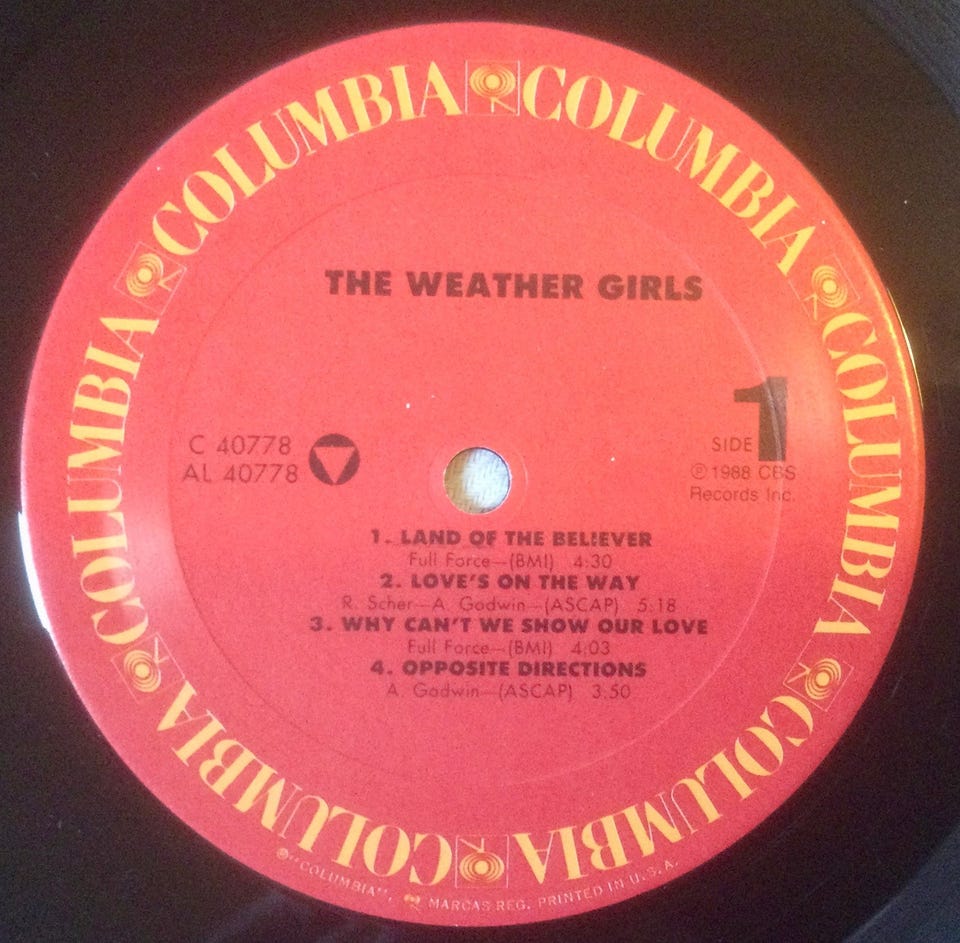 COLUMBIA COLUMBIA COLUMBIA COLUMBIA COLUMBIA COLUMBIA COLUMBIA COLUMBIA
THE WEATHER GIRLS
C 40778
AL 40778
SIDE 1
℗ 1988 CBS
Records Inc.
1. LAND OF THE BELIEVER
Full Force—(BMI) 4:30
2. LOVE'S ON THE WAY
R. Scher—A. Godwin—(ASCAP) 5:18
3. WHY CAN'T WE SHOW OUR LOVE
Full Force—(BMI) 4:03
4. OPPOSITE DIRECTIONS
A. Godwin—(ASCAP) 3:50
®"COLUMBIA", MARCAS REG. PRINTED IN U.S.A.